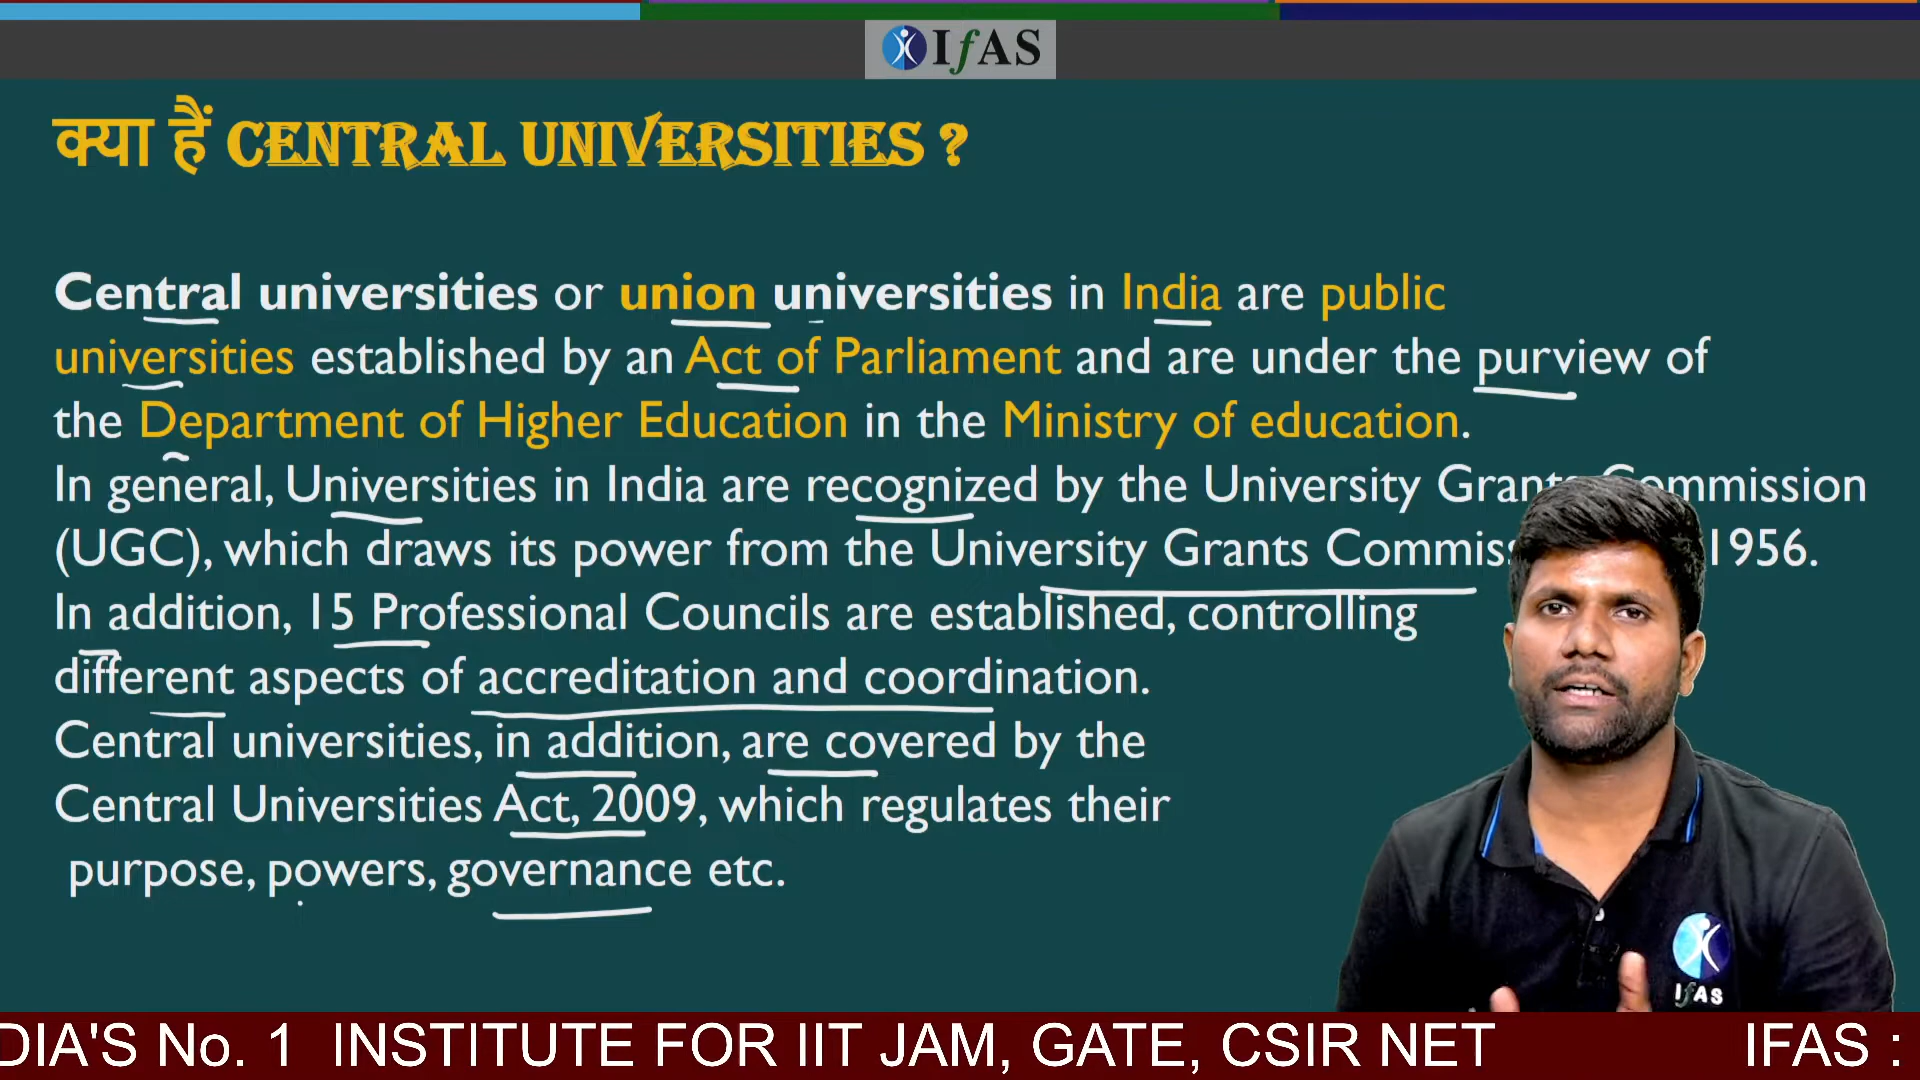 IfAS
क्या हैं CENTRAL UNIVERSITIES ?
Central universities or union universities in India are public
universities established by an Act of Parliament and are under the purview of
the Department of Higher Education in the Ministry of education.
In general, Universities in India are recognized by the University Grants Commission
(UGC), which draws its power from the University Grants 1956.
In addition, 15 Professional Councils are established, controlling
different aspects of accreditation and coordination.
Central universities, in addition, are covered by the
Central Universities Act, 2009, which regulates their
purpose, powers, governance etc.
IfAS
DIA'S No. 1 INSTITUTE FOR IIT JAM, GATE, CSIR NET IFAS :